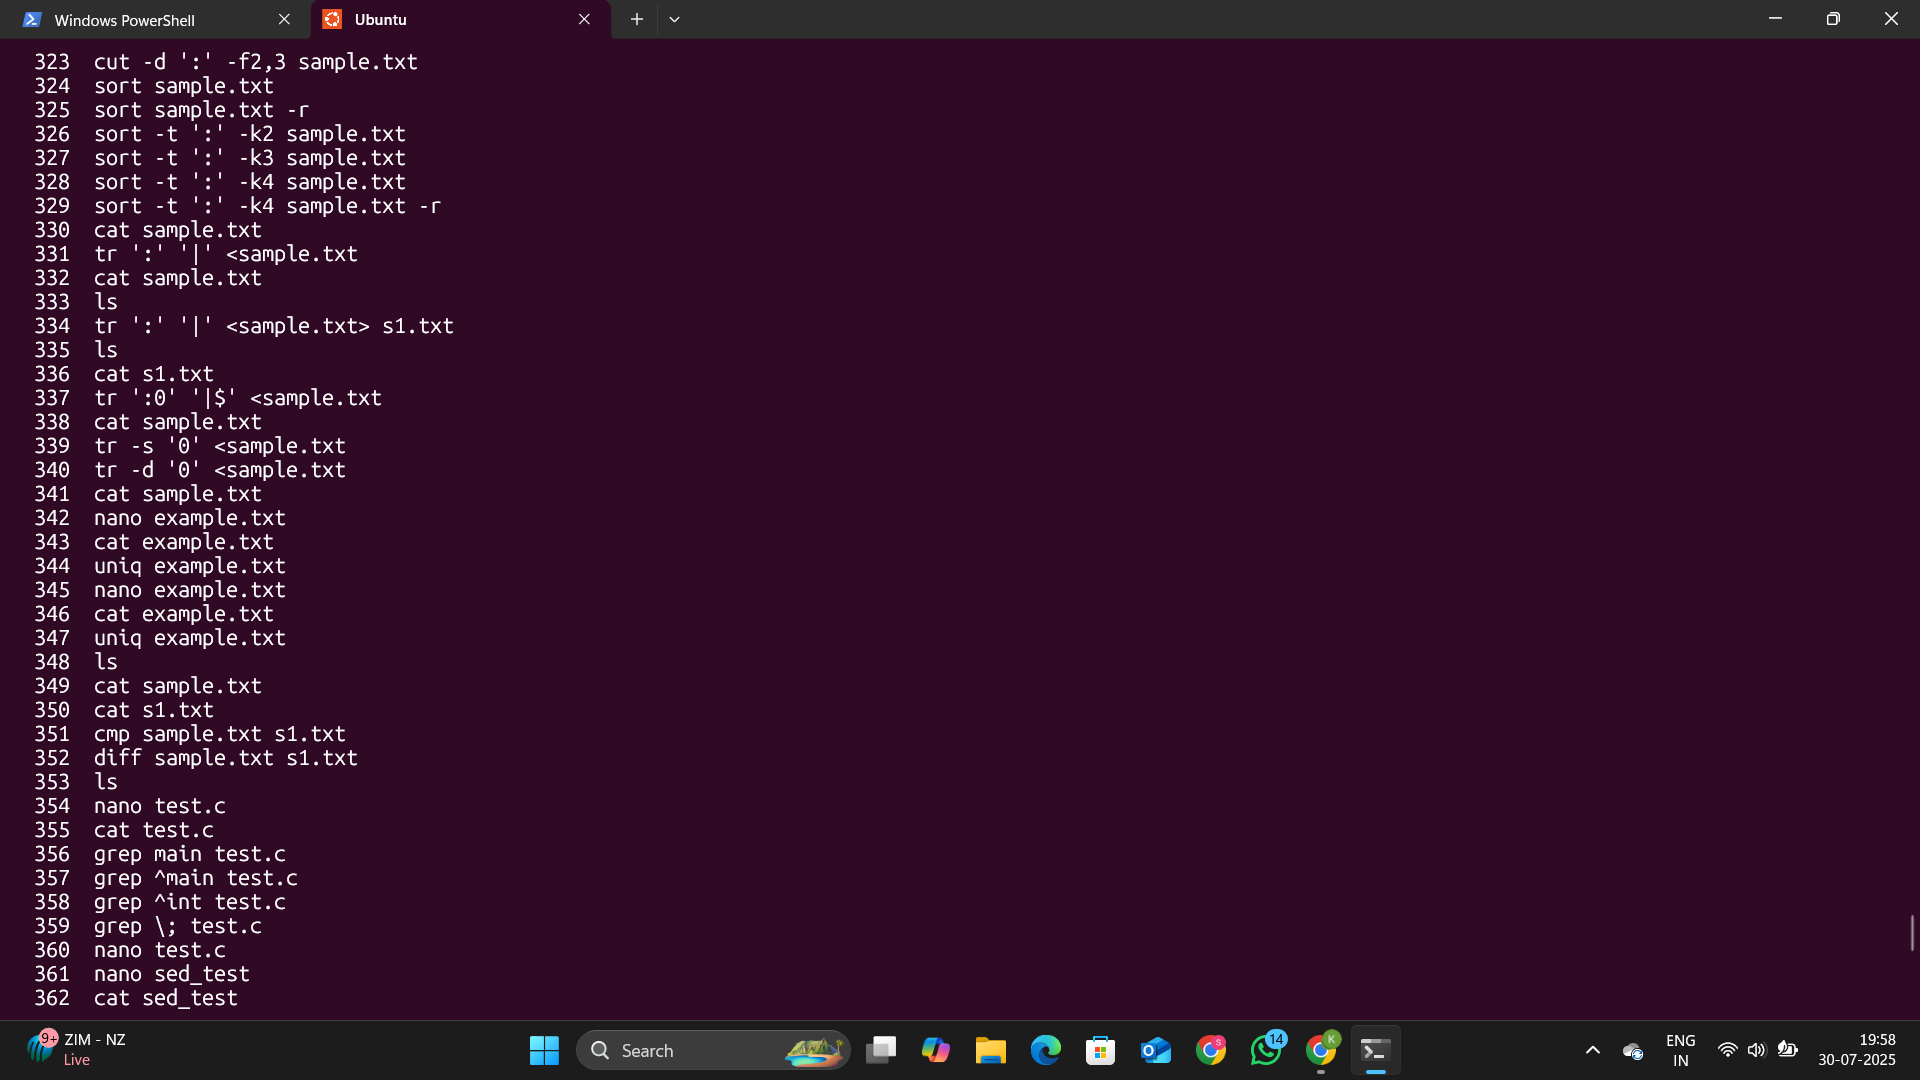 Windows PowerShell
Ubuntu
323 cut -d ':' -f2,3 sample.txt
324 sort sample.txt
325 sort sample.txt -r
326 sort -t ':' -k2 sample.txt
327 sort -t ':' -k3 sample.txt
328 sort -t ':' -k4 sample.txt
329 sort -t ':' -k4 sample.txt -r
330 cat sample.txt
331 tr ':' '|' <sample.txt
332 cat sample.txt
333 ls
334 tr ':' '|' <sample.txt> s1.txt
335 ls
336 cat s1.txt
337 tr ':0' '|$' <sample.txt
338 cat sample.txt
339 tr -s '0' <sample.txt
340 tr -d '0' <sample.txt
341 cat sample.txt
342 nano example.txt
343 cat example.txt
344 uniq example.txt
345 nano example.txt
346 cat example.txt
347 uniq example.txt
348 ls
349 cat sample.txt
350 cat s1.txt
351 cmp sample.txt s1.txt
352 diff sample.txt s1.txt
353 ls
354 nano test.c
355 cat test.c
356 grep main test.c
357 grep ^main test.c
358 grep ^int test.c
359 grep \; test.c
360 nano test.c
361 nano sed_test
362 cat sed_test
9+ ZIM - NZ
Live
Search
S
14
K
ENG
IN
19:58
30-07-2025